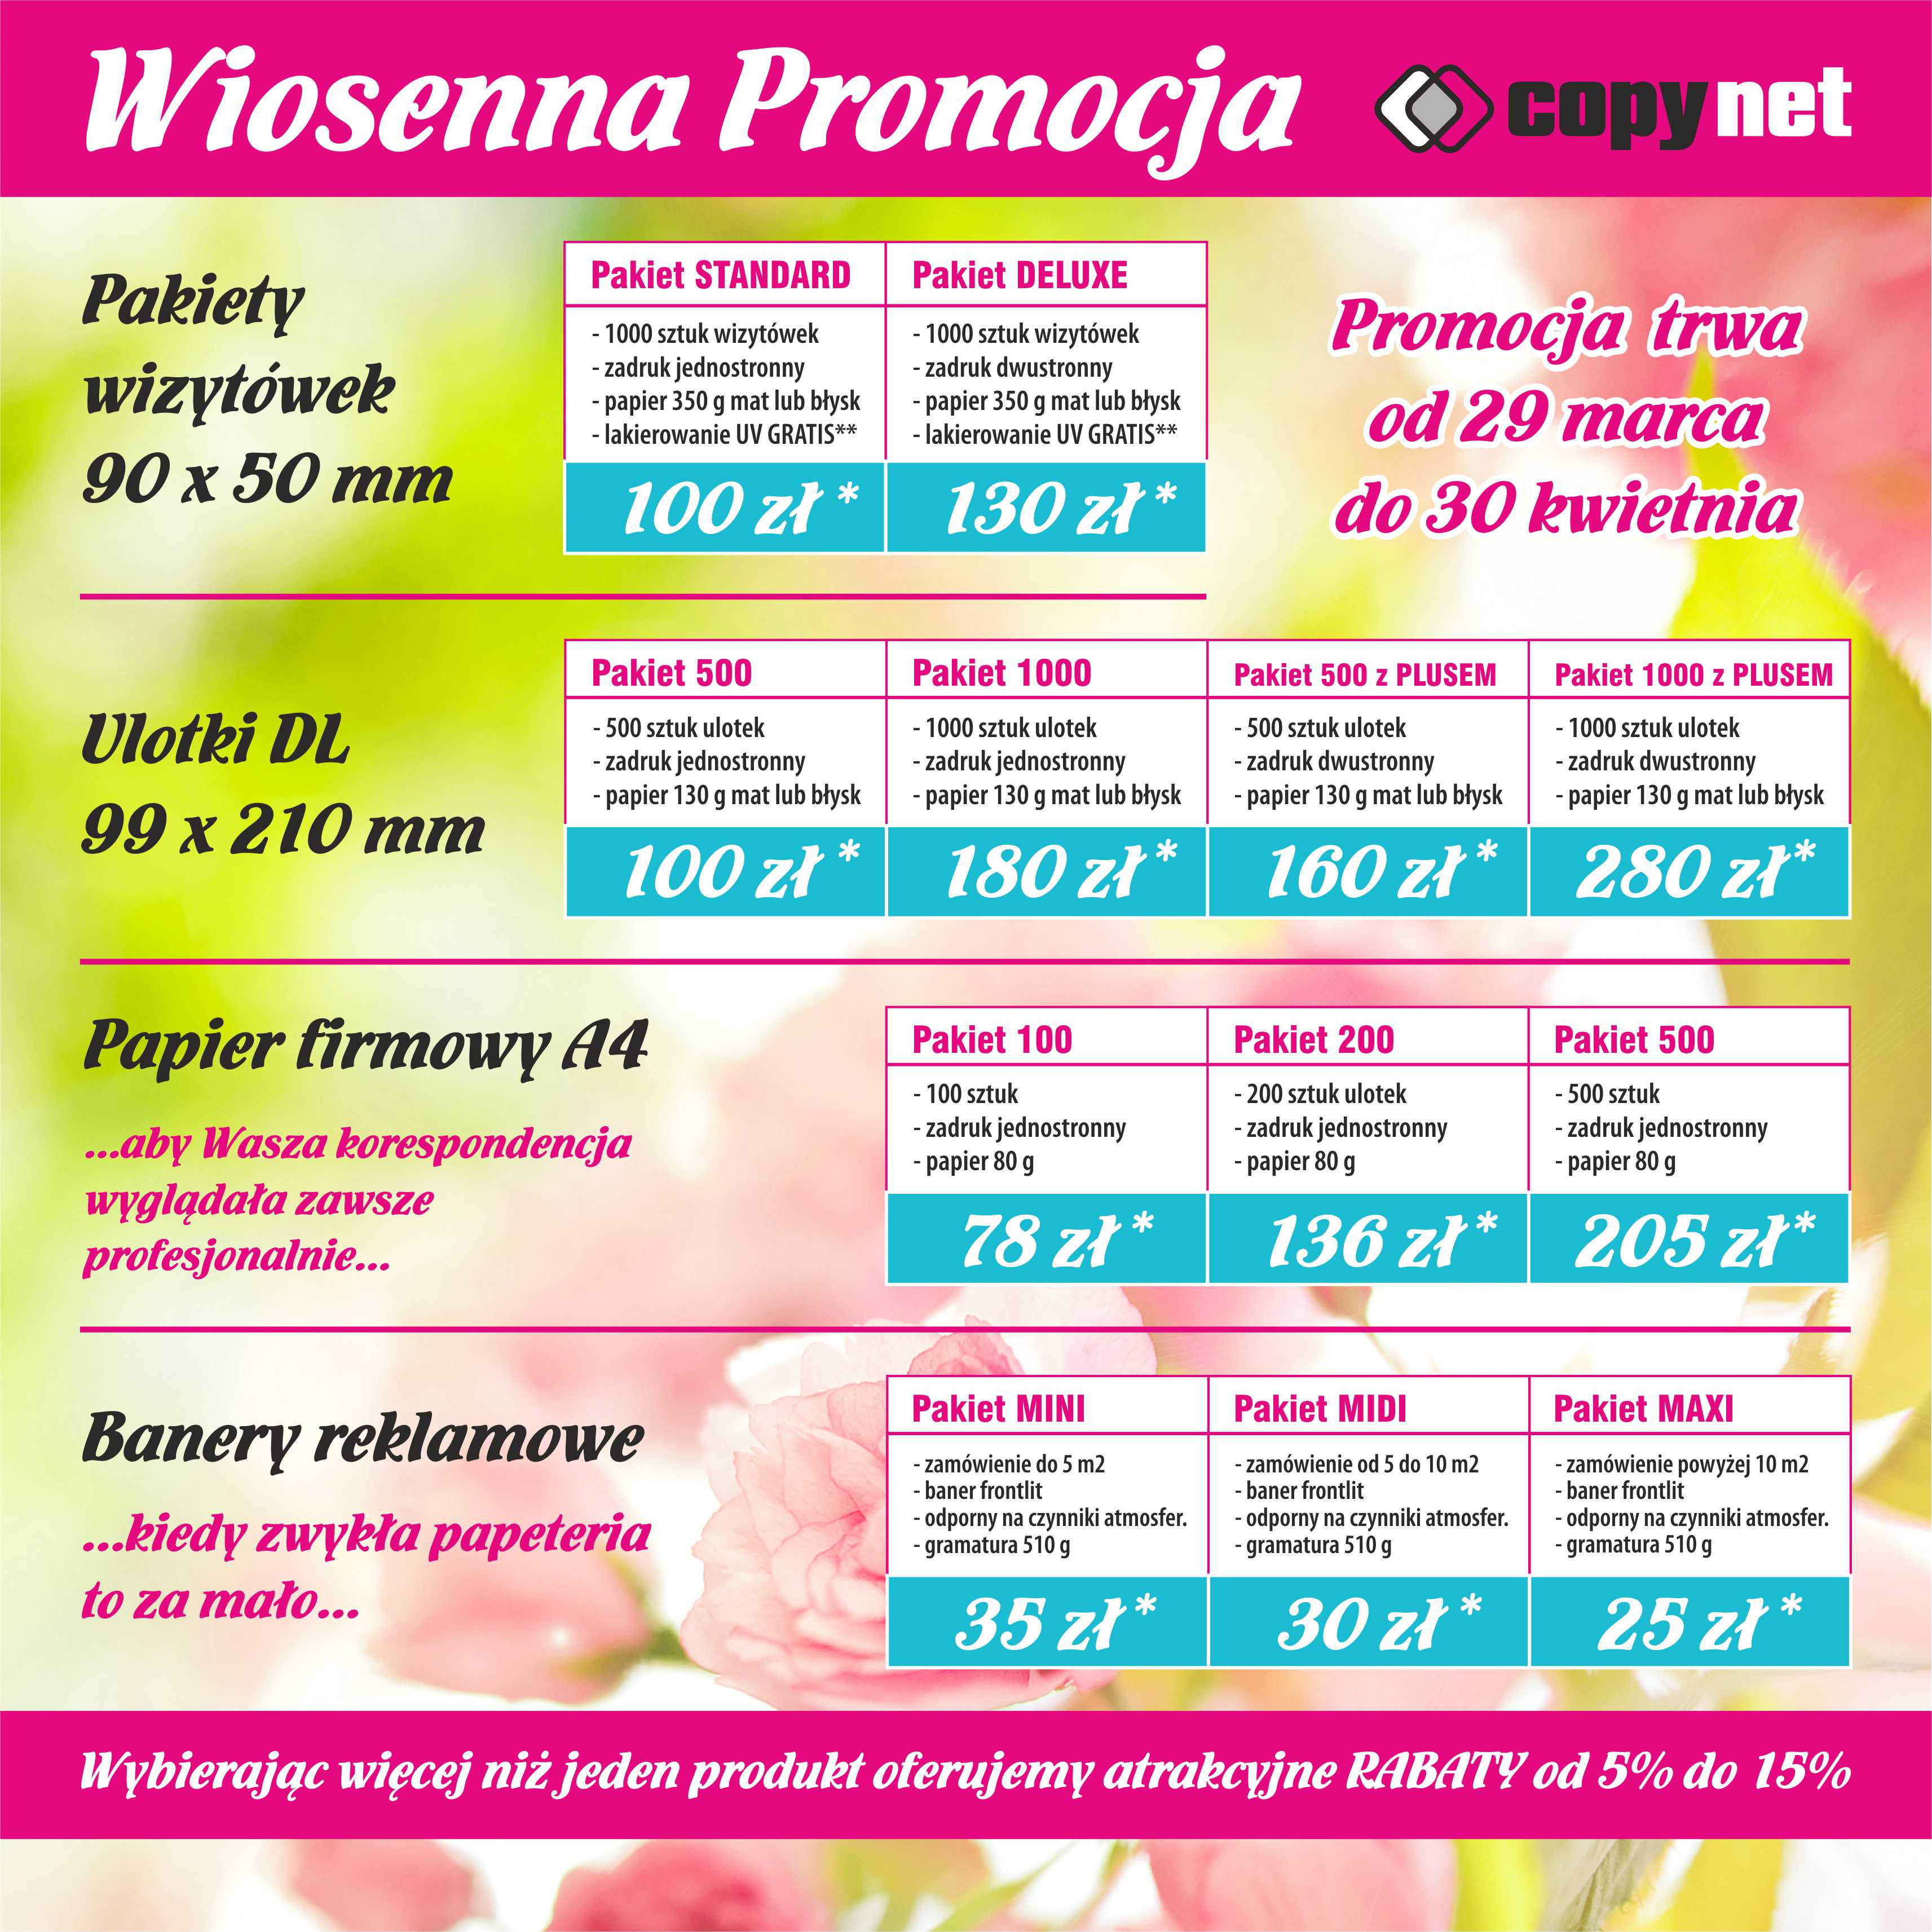 Wiosenna Promocja
copynet
Pakiety
wizytówek
90 x 50 mm
Pakiet STANDARD
- 1000 sztuk wizytówek
- zadruk jednostronny
- papier 350 g mat lub błysk
- lakierowanie UV GRATIS**
100 zł *
Pakiet DELUXE
- 1000 sztuk wizytówek
- zadruk dwustronny
- papier 350 g mat lub błysk
- lakierowanie UV GRATIS**
130 zł *
Promocja trwa
od 29 marca
do 30 kwietnia
Ulotki DL
99 x 210 mm
Pakiet 500
- 500 sztuk ulotek
- zadruk jednostronny
- papier 130 g mat lub błysk
100 zł *
Pakiet 1000
- 1000 sztuk ulotek
- zadruk jednostronny
- papier 130 g mat lub błysk
180 zł *
Pakiet 500 z PLUSEM
- 500 sztuk ulotek
- zadruk dwustronny
- papier 130 g mat lub błysk
160 zł *
Pakiet 1000 z PLUSEM
- 1000 sztuk ulotek
- zadruk dwustronny
- papier 130 g mat lub błysk
280 zł*
Papier firmowy A4
...aby Wasza korespondencja
wyglądała zawsze
profesjonalnie...
Pakiet 100
- 100 sztuk
- zadruk jednostronny
- papier 80 g
78 zł *
Pakiet 200
- 200 sztuk ulotek
- zadruk jednostronny
- papier 80 g
136 zł *
Pakiet 500
- 500 sztuk
- zadruk jednostronny
- papier 80 g
205 zł*
Banery reklamowe
...kiedy zwykła papeteria
to za mało...
Pakiet MINI
- zamówienie do 5 m2
- baner frontlit
- odporny na czynniki atmosfer.
- gramatura 510 g
35 zł *
Pakiet MIDI
- zamówienie od 5 do 10 m2
- baner frontlit
- odporny na czynniki atmosfer.
- gramatura 510 g
30 zł *
Pakiet MAXI
- zamówienie powyżej 10 m2
- baner frontlit
- odporny na czynniki atmosfer.
- gramatura 510 g
25 zł *
Wybierając więcej niż jeden produkt oferujemy atrakcyjne RABATY od 5% do 15%